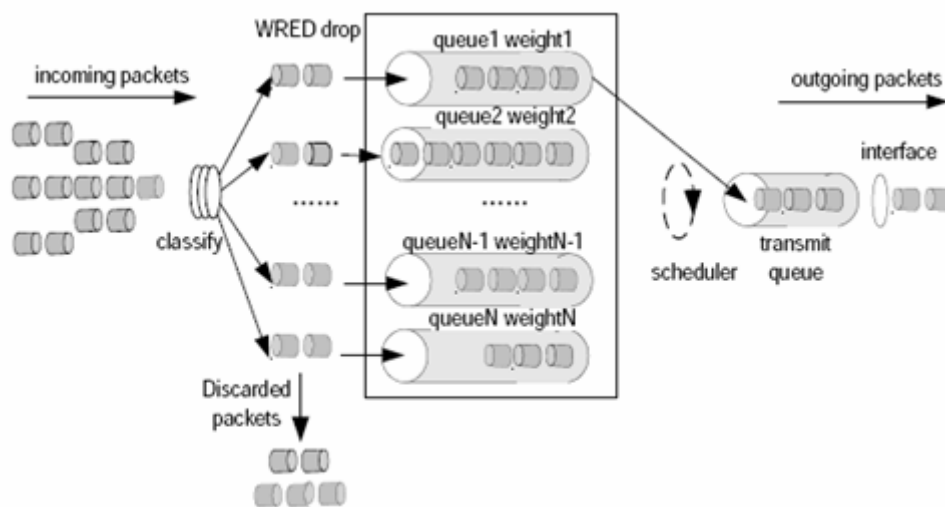 WRED drop
queue1 weight1
incoming packets
outgoing packets
queue2 weight2
interface
......
......
classify
queueN-1 weightN-1
scheduler
transmit
queue
queueN weightN
Discarded
packets